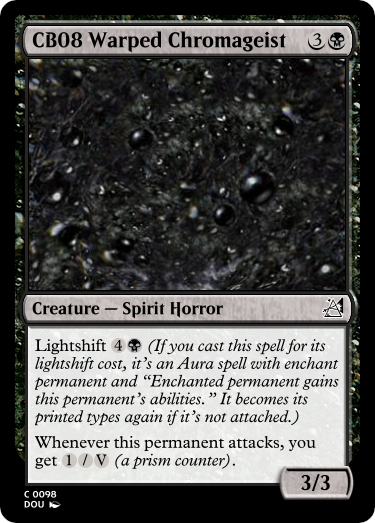 CB08 Warped Chromageist 3
Creature — Spirit Horror
Lightshift 4 (If you cast this spell for its
lightshift cost, it's an Aura spell with enchant
permanent and “Enchanted permanent gains
this permanent's abilities.” It becomes its
printed types again if it's not attached.)
Whenever this permanent attacks, you
get 1 / V (a prism counter).
3/3
C 0098
DOU